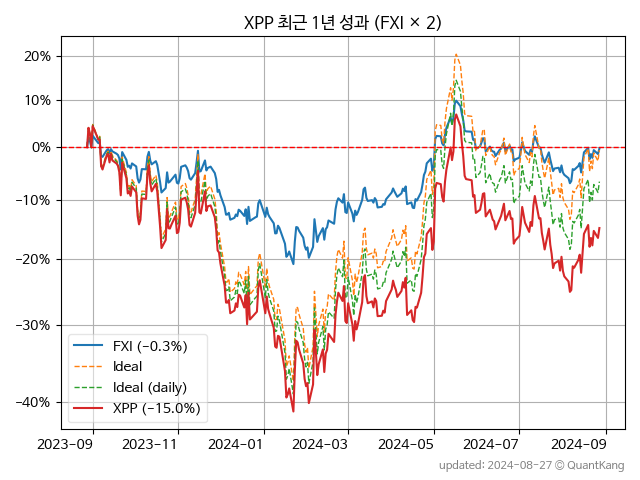 XPP 최근 1년 성과 (FXI × 2)
20%
10%
0%
−10%
−20%
−30%
−40%
FXI (−0.3%)
Ideal
Ideal (daily)
XPP (−15.0%)
2023-09
2023-11
2024-01
2024-03
2024-05
2024-07
2024-09
updated: 2024-08-27 © QuantKang